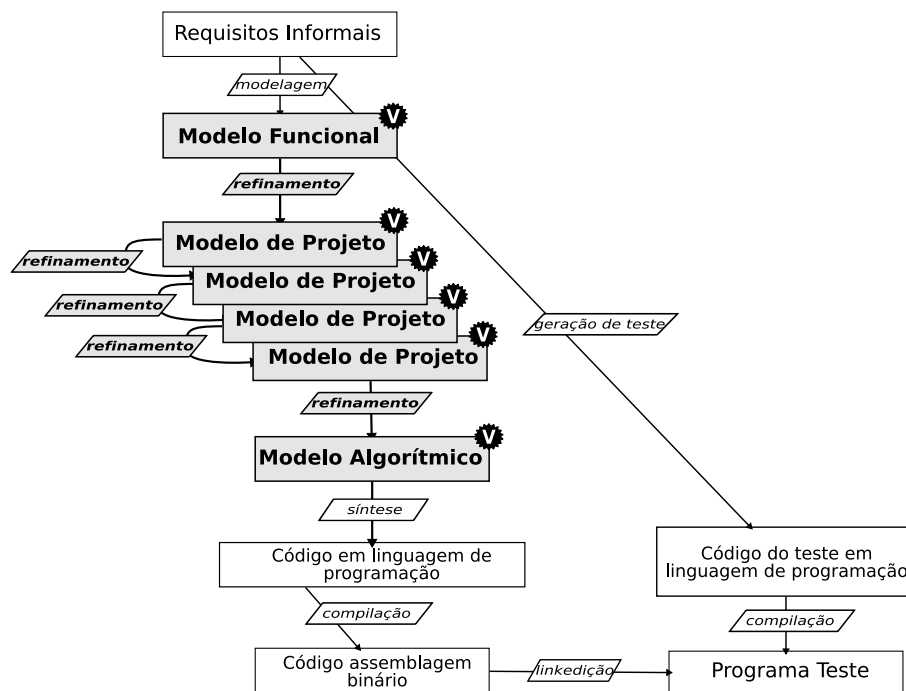 Requisitos Informais
modelagem
V
Modelo Funcional
refinamento
V
Modelo de Projeto
refinamento
V
Modelo de Projeto
refinamento
V
Modelo de Projeto
refinamento
V
Modelo de Projeto
geração de teste
refinamento
V
Modelo Algorítmico
síntese
Código em linguagem de
programação
Código do teste em
linguagem de programação
compilação
compilação
Código assemblagem
binário
linkedição
Programa Teste